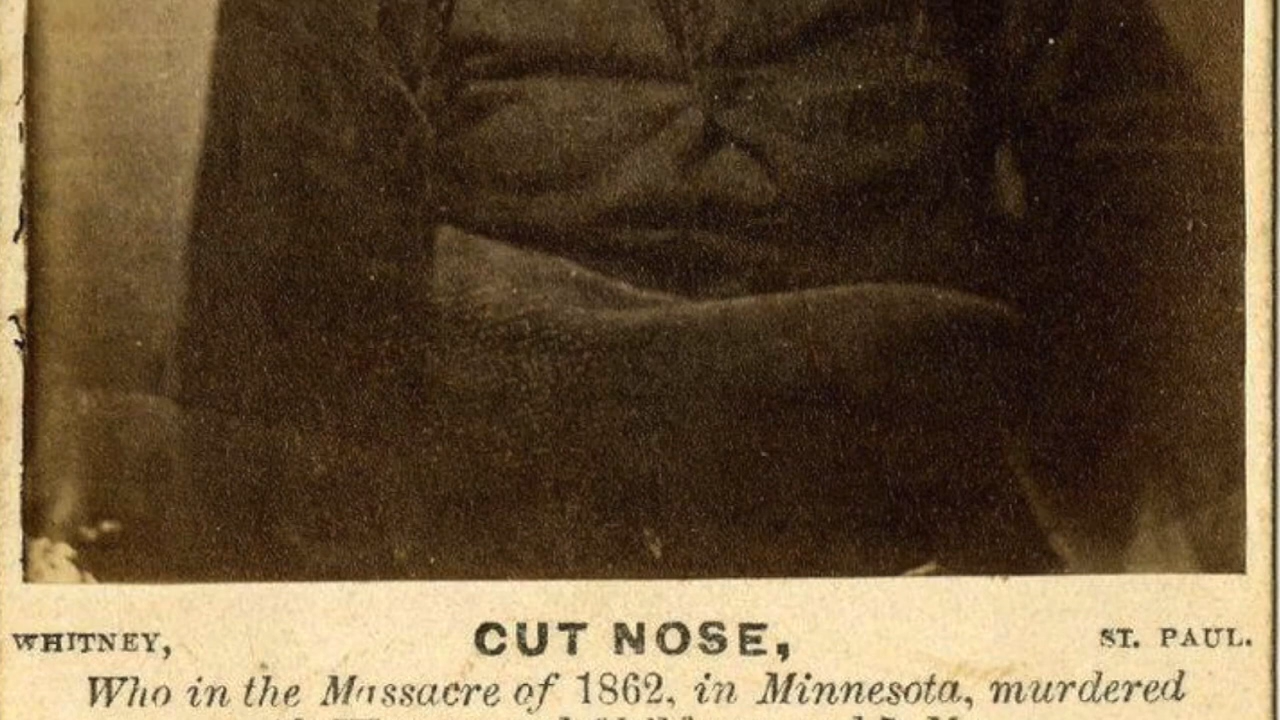 WHITNEY, CUT NOSE, ST. PAUL.
Who in the Massacre of 1862, in Minnesota, murdered